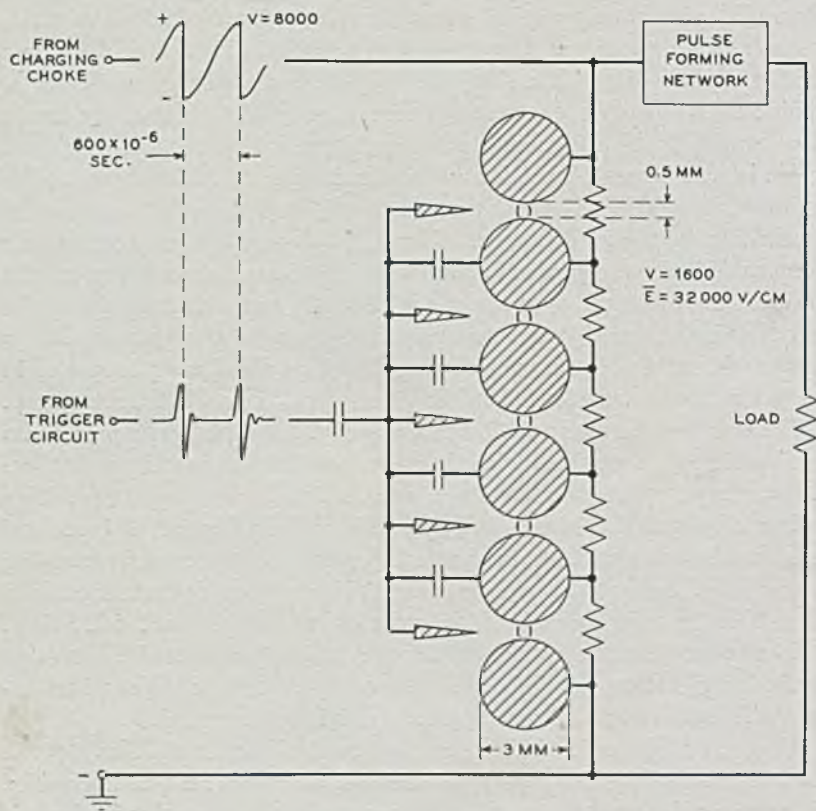 +
V=8000
FROM
CHARGING
CHOKE
-
600×10⁻⁶
SEC.
PULSE
FORMING
NETWORK
0.5 MM
V = 1600
E̅ = 32 000 V/CM
FROM
TRIGGER
CIRCUIT
LOAD
3 MM
-